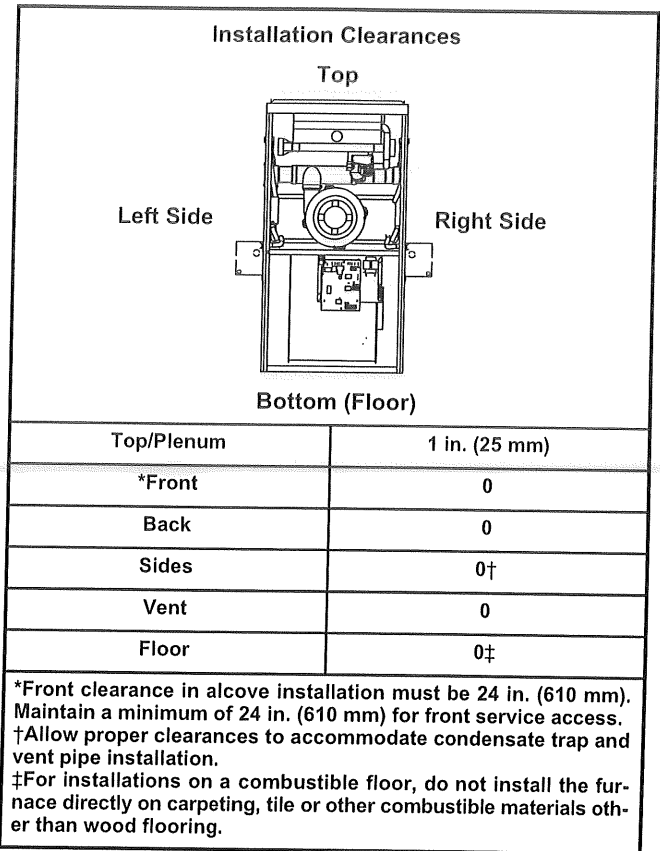 Installation Clearances
Top
Left Side
Right Side
Bottom (Floor)
Top/Plenum 1 in. (25 mm)
*Front 0
Back 0
Sides 0†
Vent 0
Floor 0‡
*Front clearance in alcove installation must be 24 in. (610 mm).
Maintain a minimum of 24 in. (610 mm) for front service access.
†Allow proper clearances to accommodate condensate trap and
vent pipe installation.
‡For installations on a combustible floor, do not install the fur-
nace directly on carpeting, tile or other combustible materials oth-
er than wood flooring.